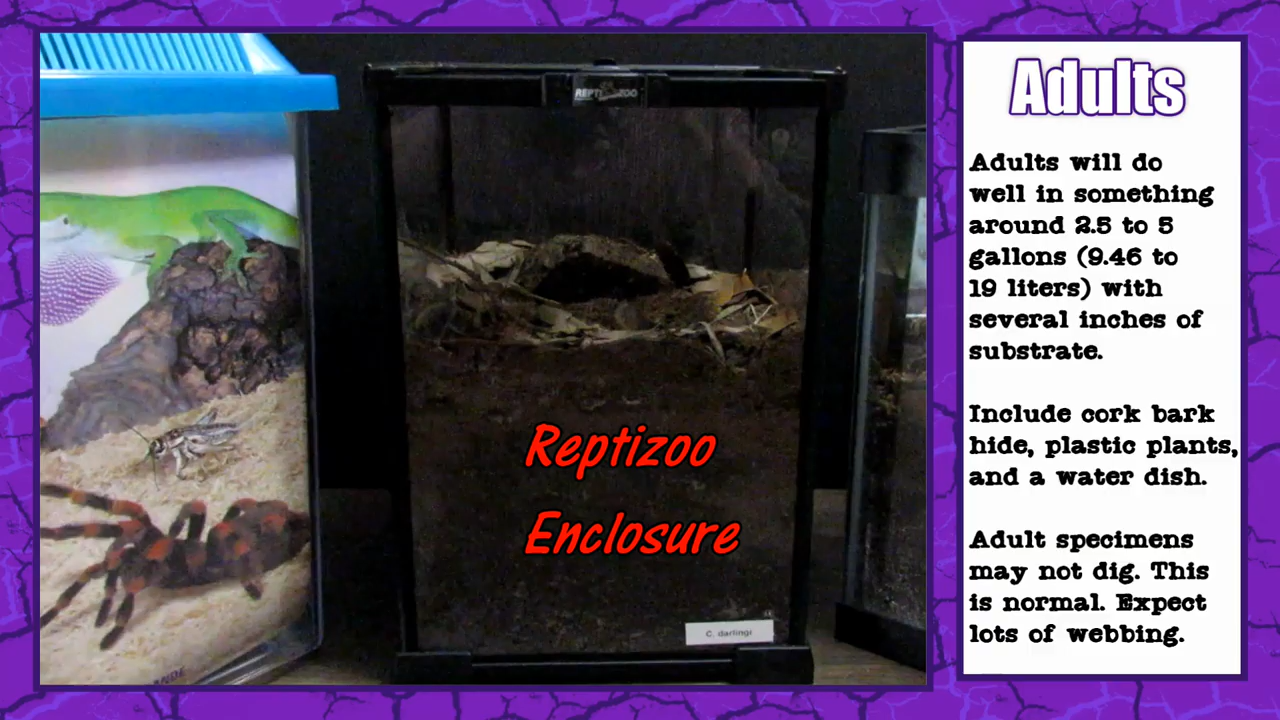 Adults
REPTIZOO
Adults will do
well in something
around 2.5 to 5
gallons (9.46 to
19 liters) with
several inches of
substrate.
Include cork bark
hide, plastic plants,
and a water dish.
Adult specimens
may not dig. This
is normal. Expect
lots of webbing.
Reptizoo
Enclosure
C. darlingi